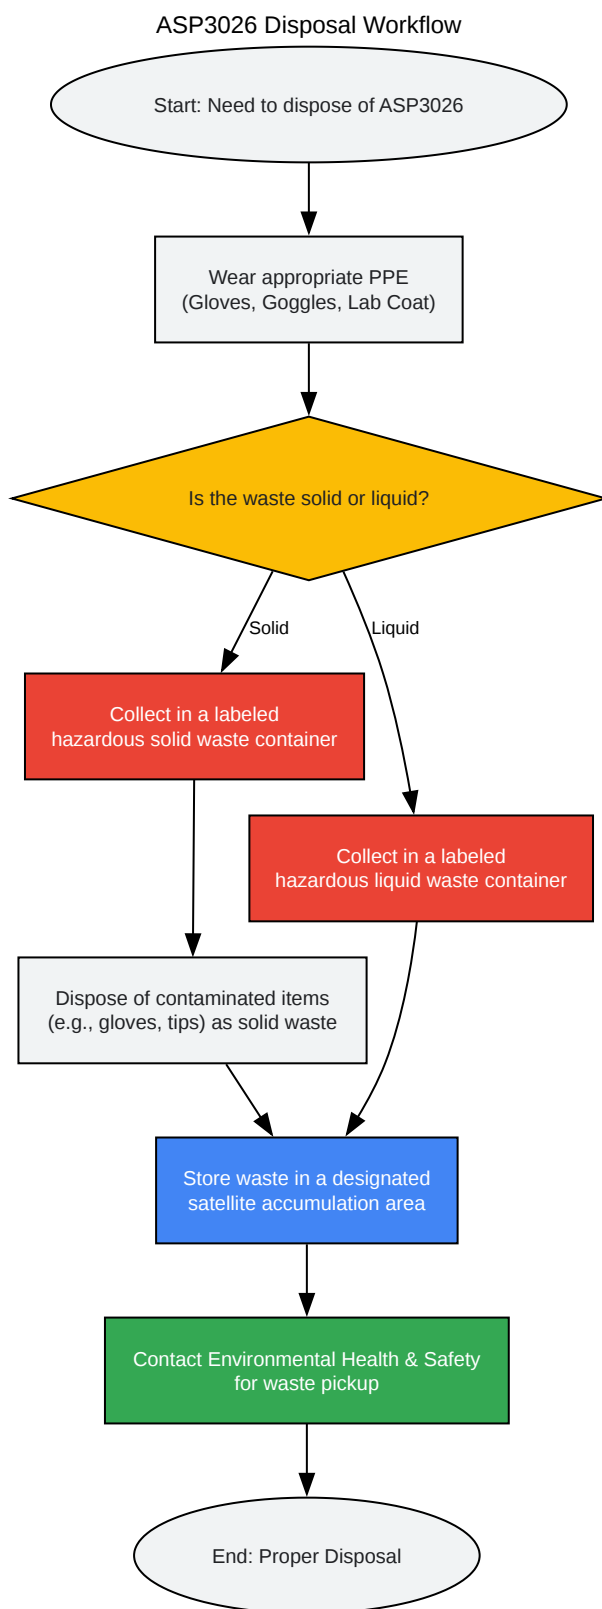 ASP3026 Disposal Workflow
Start: Need to dispose of ASP3026
Wear appropriate PPE
(Gloves, Goggles, Lab Coat)
Is the waste solid or liquid?
Solid
Liquid
Collect in a labeled
hazardous solid waste container
Collect in a labeled
hazardous liquid waste container
Dispose of contaminated items
(e.g., gloves, tips) as solid waste
Store waste in a designated
satellite accumulation area
Contact Environmental Health & Safety
for waste pickup
End: Proper Disposal